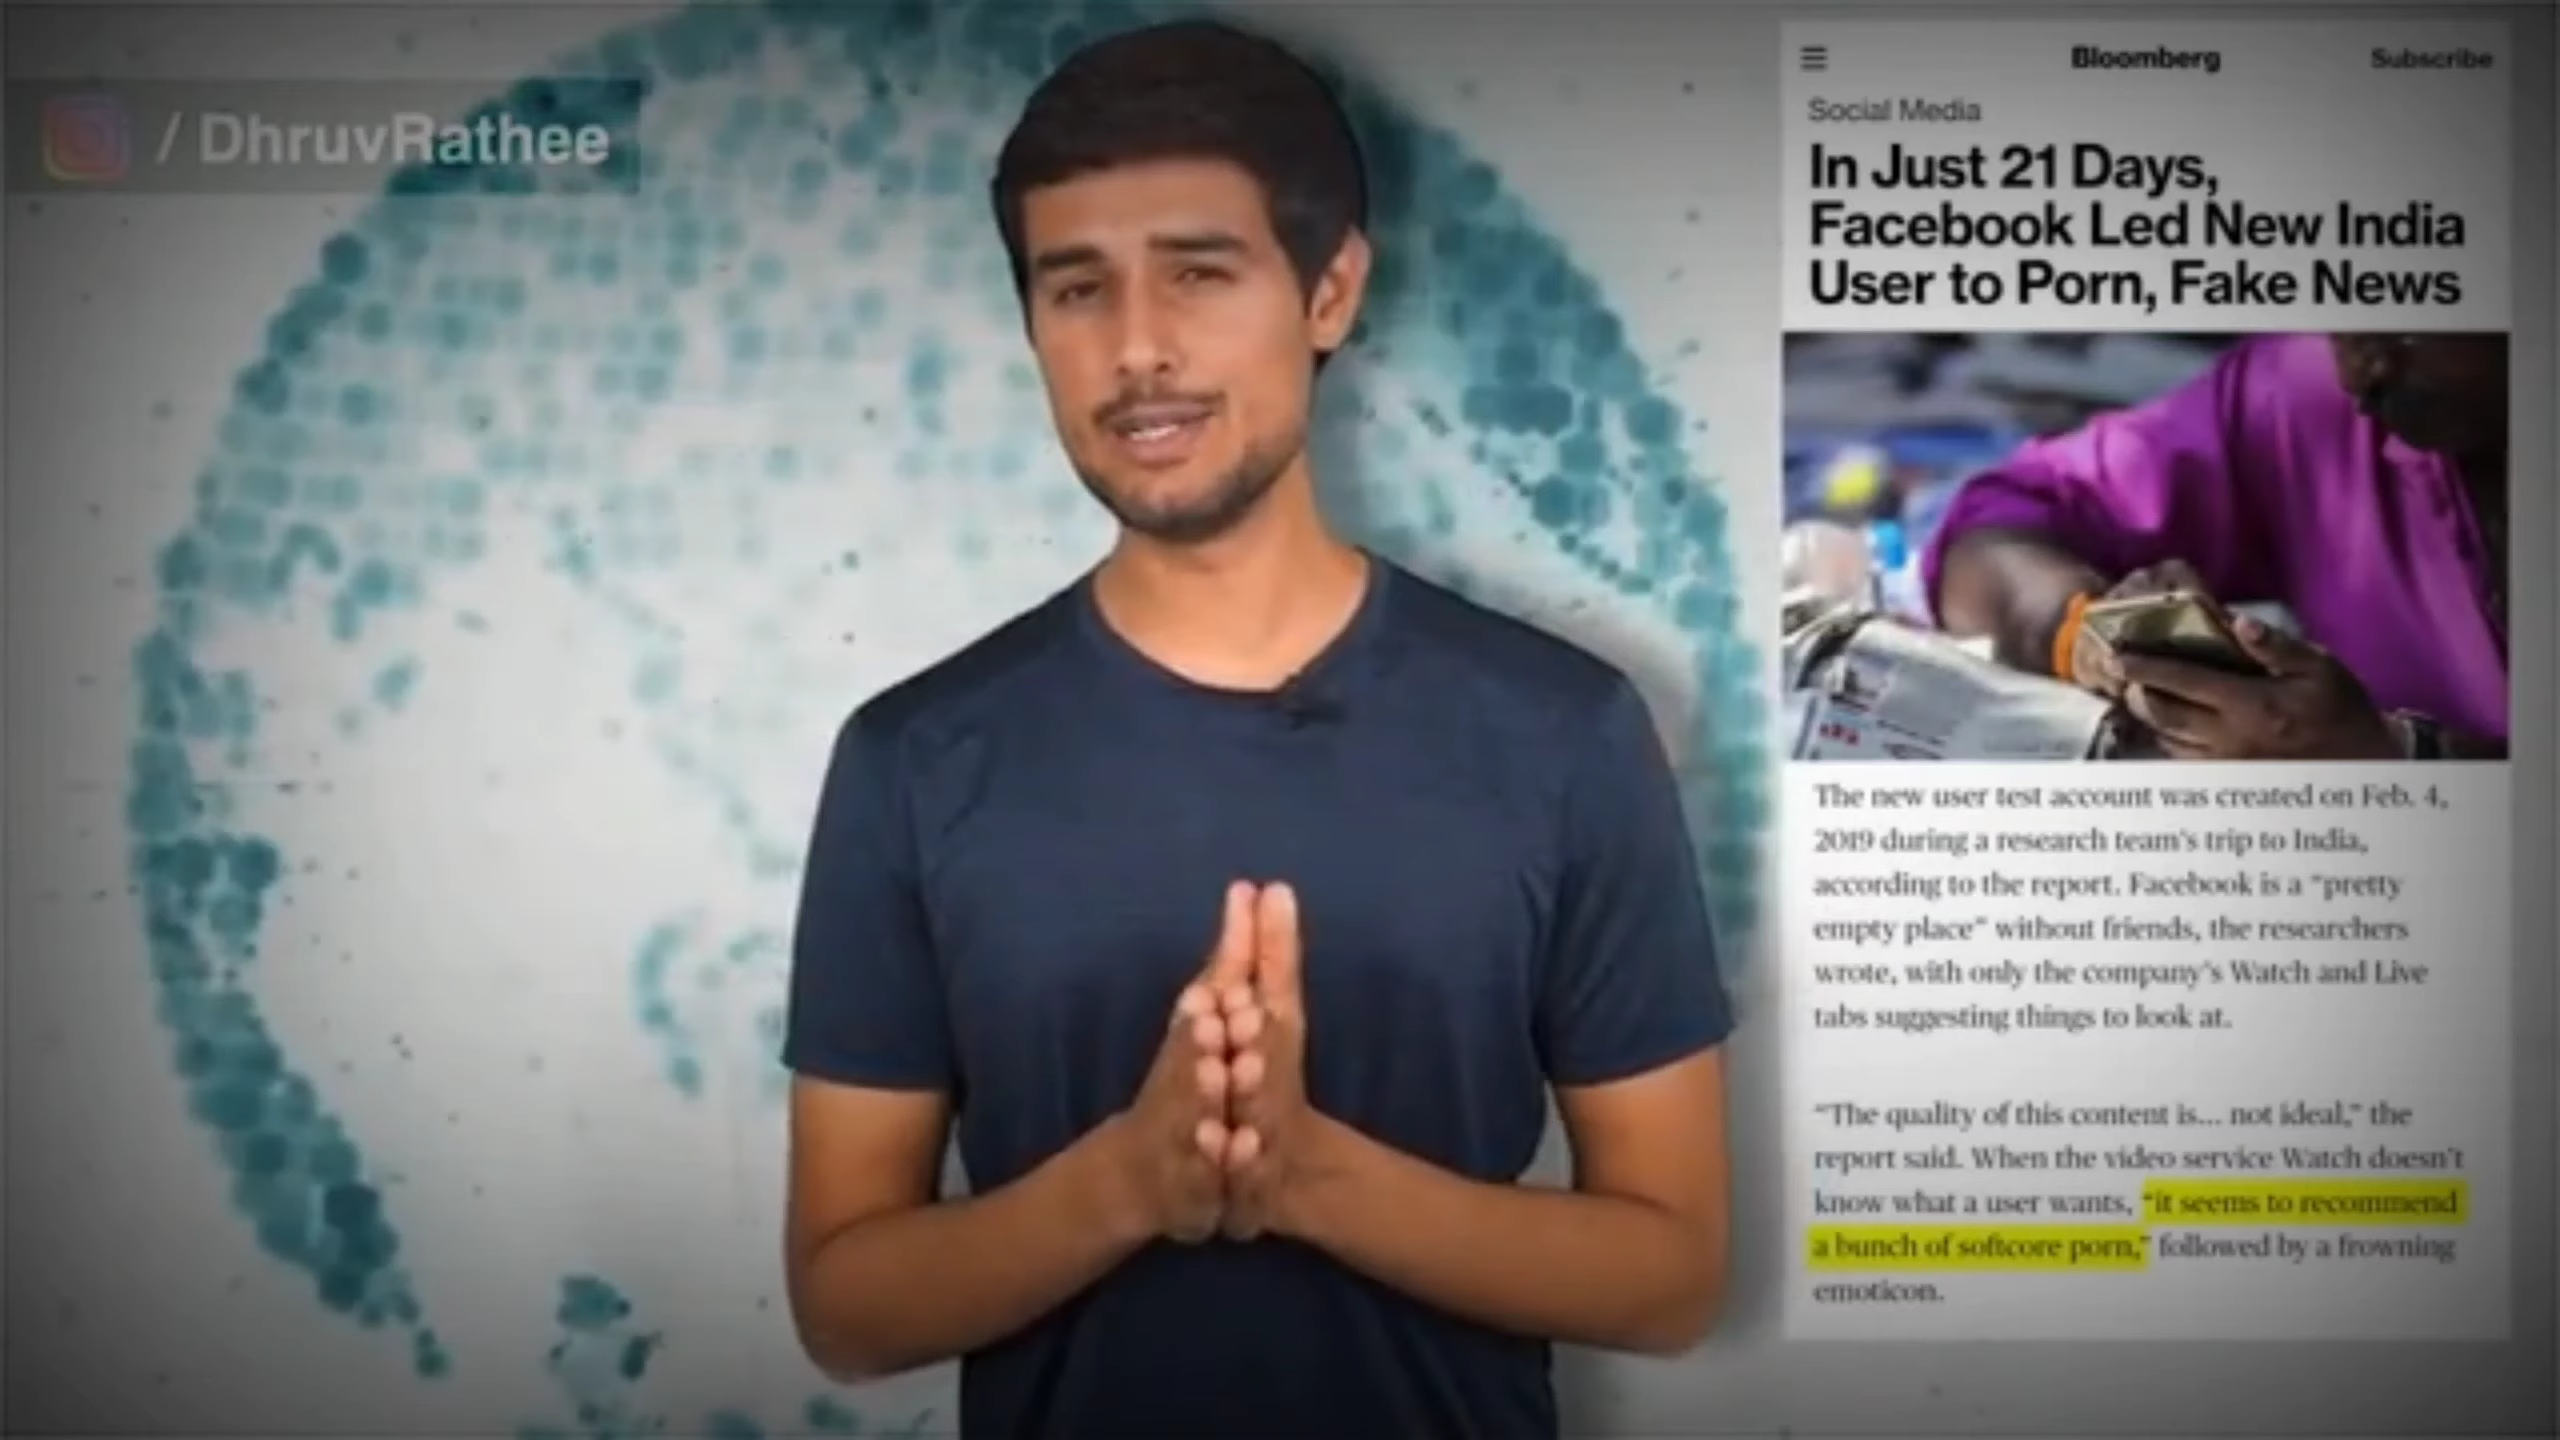 / DhruvRathee
Bloomberg
Subscribe
Social Media
In Just 21 Days,
Facebook Led New India
User to Porn, Fake News
The new user test account was created on Feb. 4,
2019 during a research team's trip to India,
according to the report. Facebook is a "pretty
empty place" without friends, the researchers
wrote, with only the company's Watch and Live
tabs suggesting things to look at.
"The quality of this content is... not ideal," the
report said. When the video service Watch doesn't
know what a user wants, "it seems to recommend
a bunch of softcore porn," followed by a frowning
emoticon.